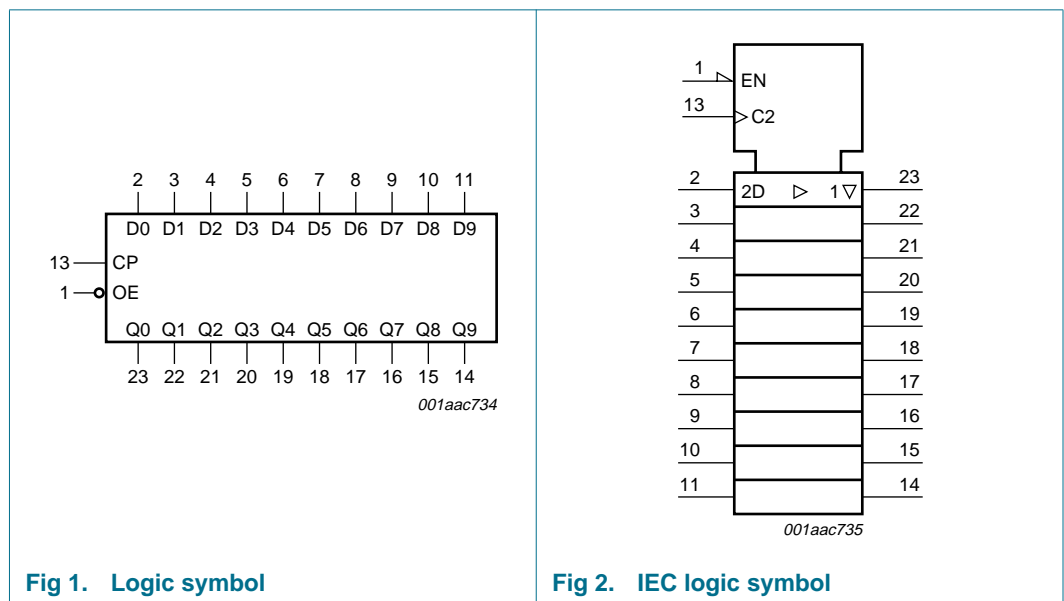 2 3 4 5 6 7 8 9 10 11
D0 D1 D2 D3 D4 D5 D6 D7 D8 D9
13 CP
1 OE
Q0 Q1 Q2 Q3 Q4 Q5 Q6 Q7 Q8 Q9
23 22 21 20 19 18 17 16 15 14
001aac734
Fig 1. Logic symbol
1 EN
13 C2
2 2D 1 23
3 22
4 21
5 20
6 19
7 18
8 17
9 16
10 15
11 14
001aac735
Fig 2. IEC logic symbol